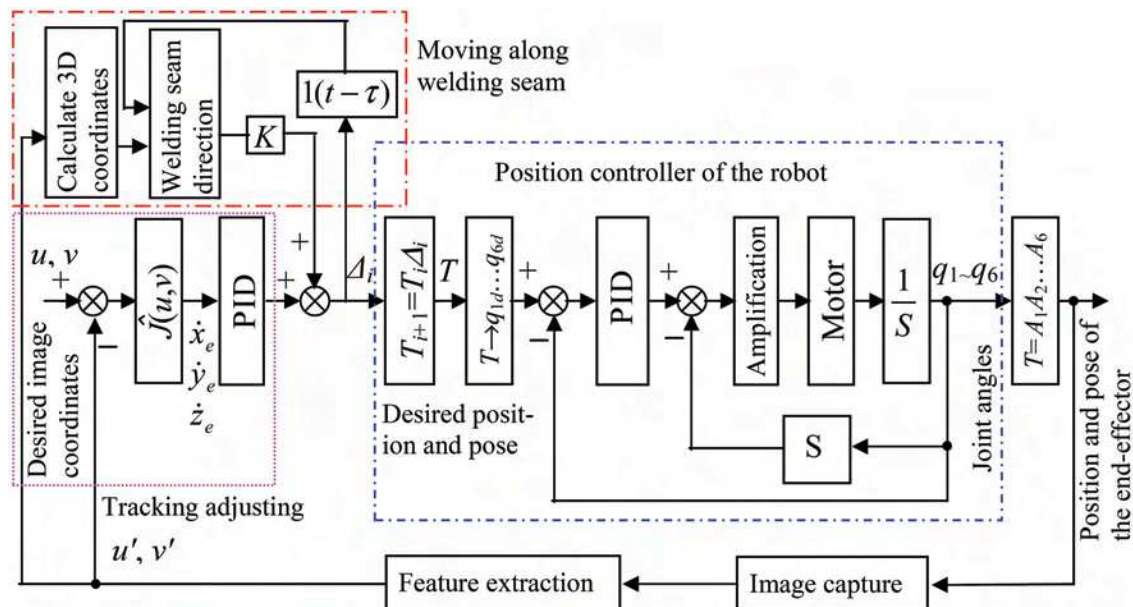 Calculate 3D
coordinates
Welding seam
direction
K
1(t − τ)
Moving along
welding seam
Position controller of the robot
u, v
+
−
Desired image
coordinates
Ĵ(u,v)
ẋe
ẏe
że
PID
+
+
Δi
Ti+1=TiΔi
T
T→q1d…q6d
+
−
PID
+
−
Amplification
Motor
1
S
q1~q6
T=A1A2…A6
Desired posit-
ion and pose
S
Joint angles
Position and pose of
the end-effector
Tracking adjusting
u′, v′
Feature extraction
Image capture